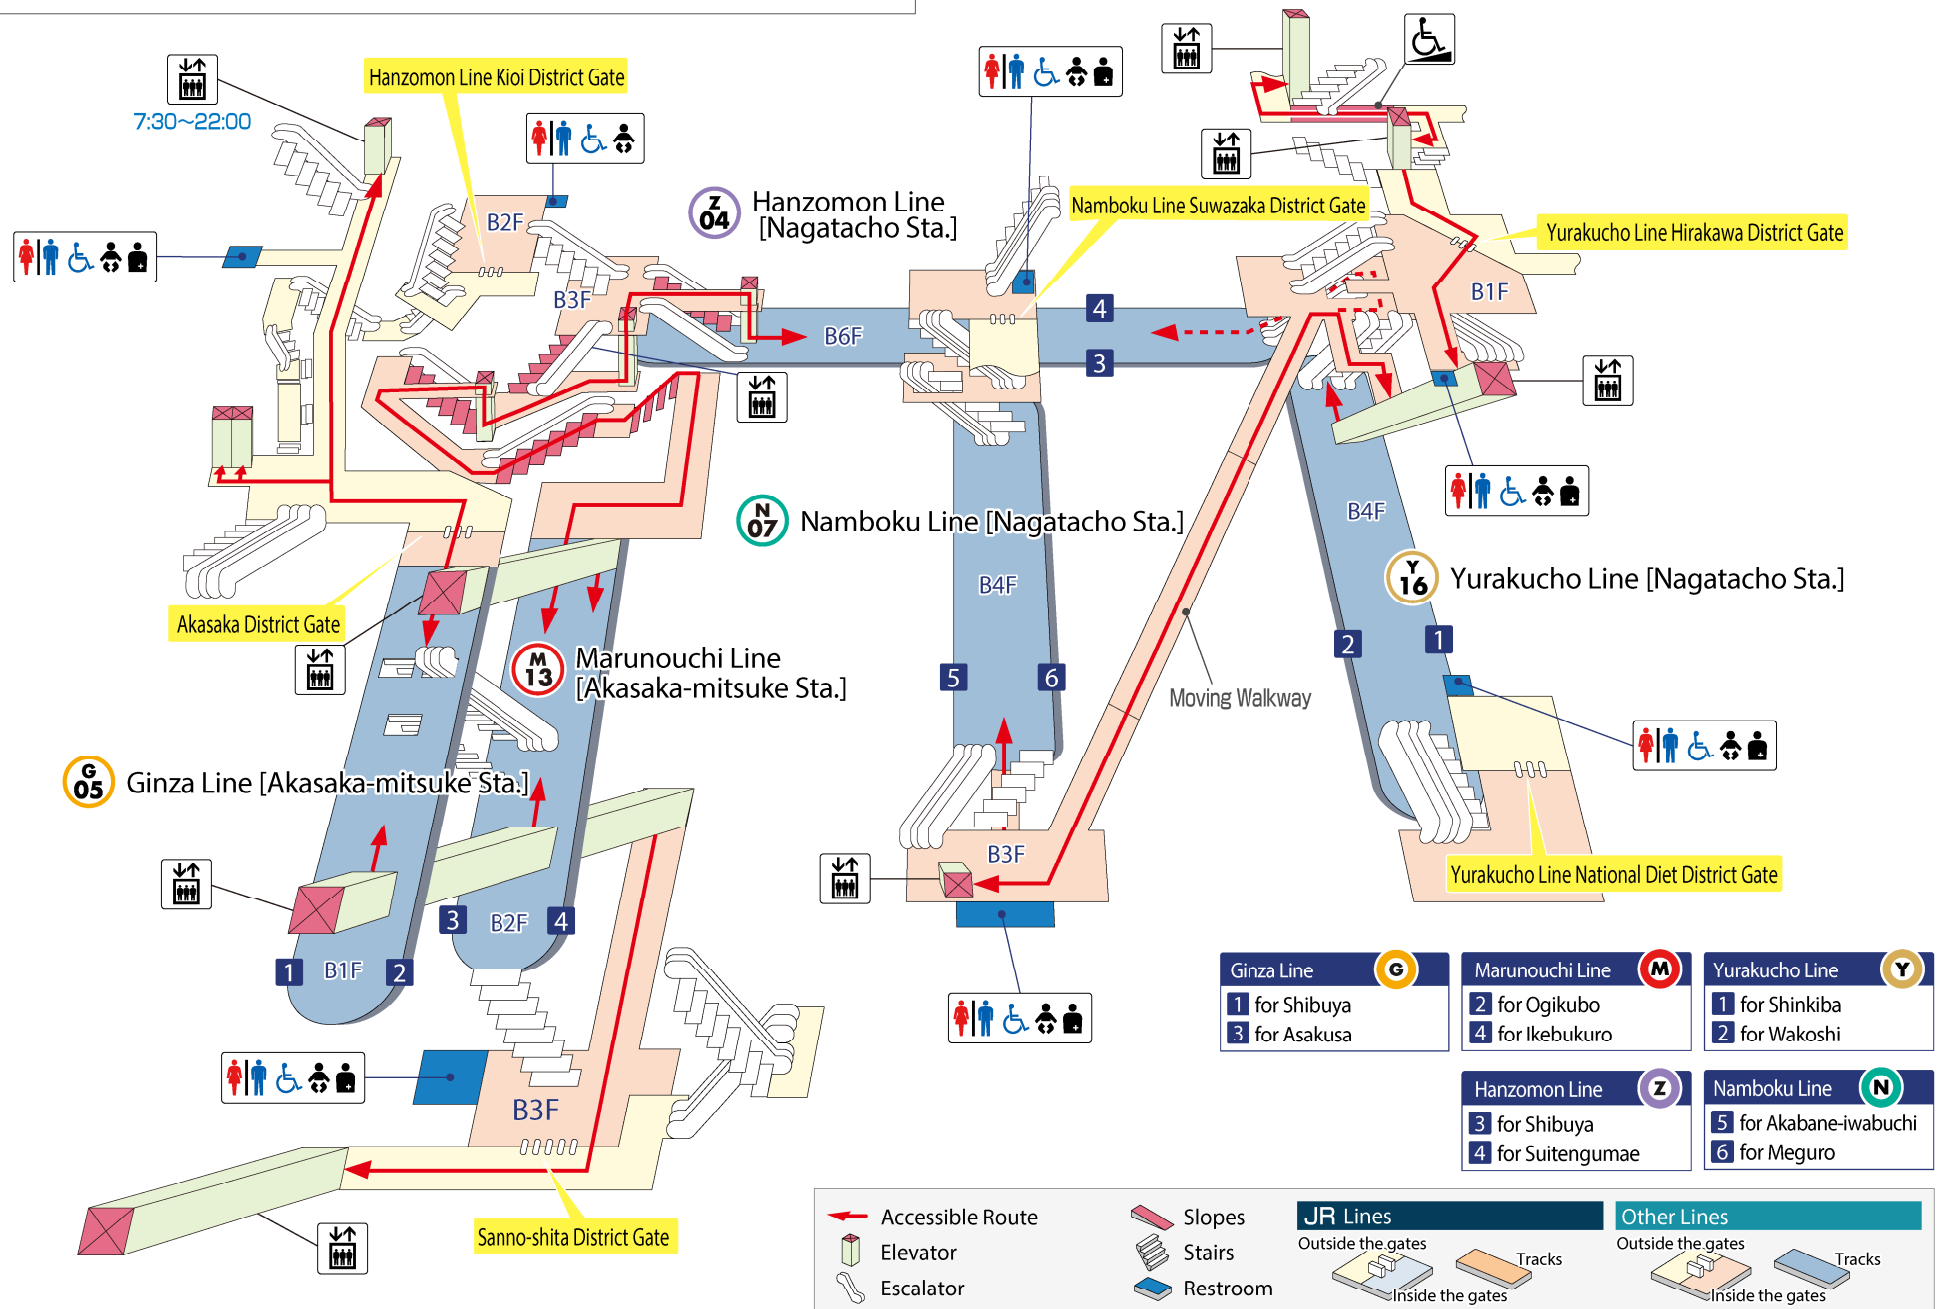 7:30～22:00
Hanzomon Line Kioi District Gate
B2F
Z
04
Hanzomon Line
[Nagatacho Sta.]
Namboku Line Suwazaka District Gate
Yurakucho Line Hirakawa District Gate
B3F
B6F
4
3
B1F
N
07
Namboku Line [Nagatacho Sta.]
B4F
B4F
Y
16
Yurakucho Line [Nagatacho Sta.]
Akasaka District Gate
M
13
Marunouchi Line
[Akasaka-mitsuke Sta.]
5
6
2
1
Moving Walkway
G
05
Ginza Line [Akasaka-mitsuke Sta.]
B3F
Yurakucho Line National Diet District Gate
3
B2F
4
1
B1F
2
B3F
Sanno-shita District Gate
Ginza Line
G
1 for Shibuya
3 for Asakusa
Marunouchi Line
M
2 for Ogikubo
4 for Ikebukuro
Yurakucho Line
Y
1 for Shinkiba
2 for Wakoshi
Hanzomon Line
Z
3 for Shibuya
4 for Suitengumae
Namboku Line
N
5 for Akabane-iwabuchi
6 for Meguro
Accessible Route
Elevator
Escalator
Slopes
Stairs
Restroom
JR Lines
Outside the gates
Tracks
Inside the gates
Other Lines
Outside the gates
Tracks
Inside the gates